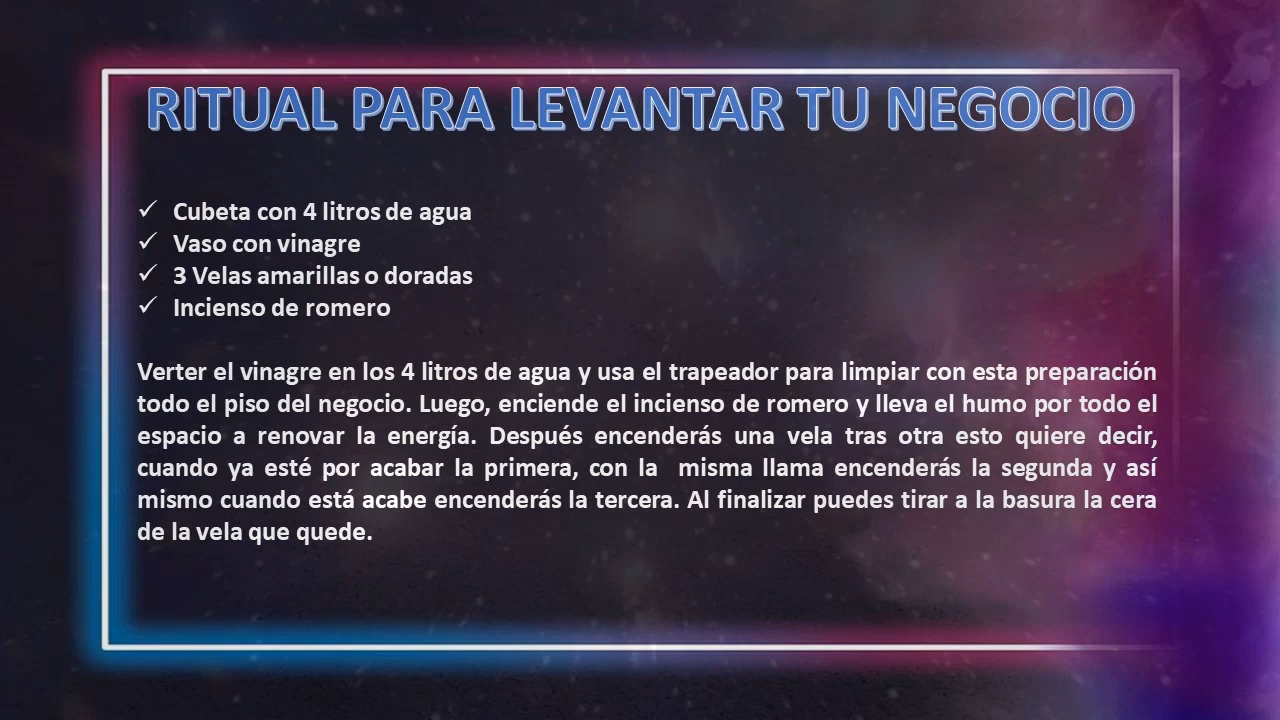 RITUAL PARA LEVANTAR TU NEGOCIO
✓ Cubeta con 4 litros de agua
✓ Vaso con vinagre
✓ 3 Velas amarillas o doradas
✓ Incienso de romero
Verter el vinagre en los 4 litros de agua y usa el trapeador para limpiar con esta preparación
todo el piso del negocio. Luego, enciende el incienso de romero y lleva el humo por todo el
espacio a renovar la energía. Después encenderás una vela tras otra esto quiere decir,
cuando ya esté por acabar la primera, con la misma llama encenderás la segunda y así
mismo cuando está acabe encenderás la tercera. Al finalizar puedes tirar a la basura la cera
de la vela que quede.